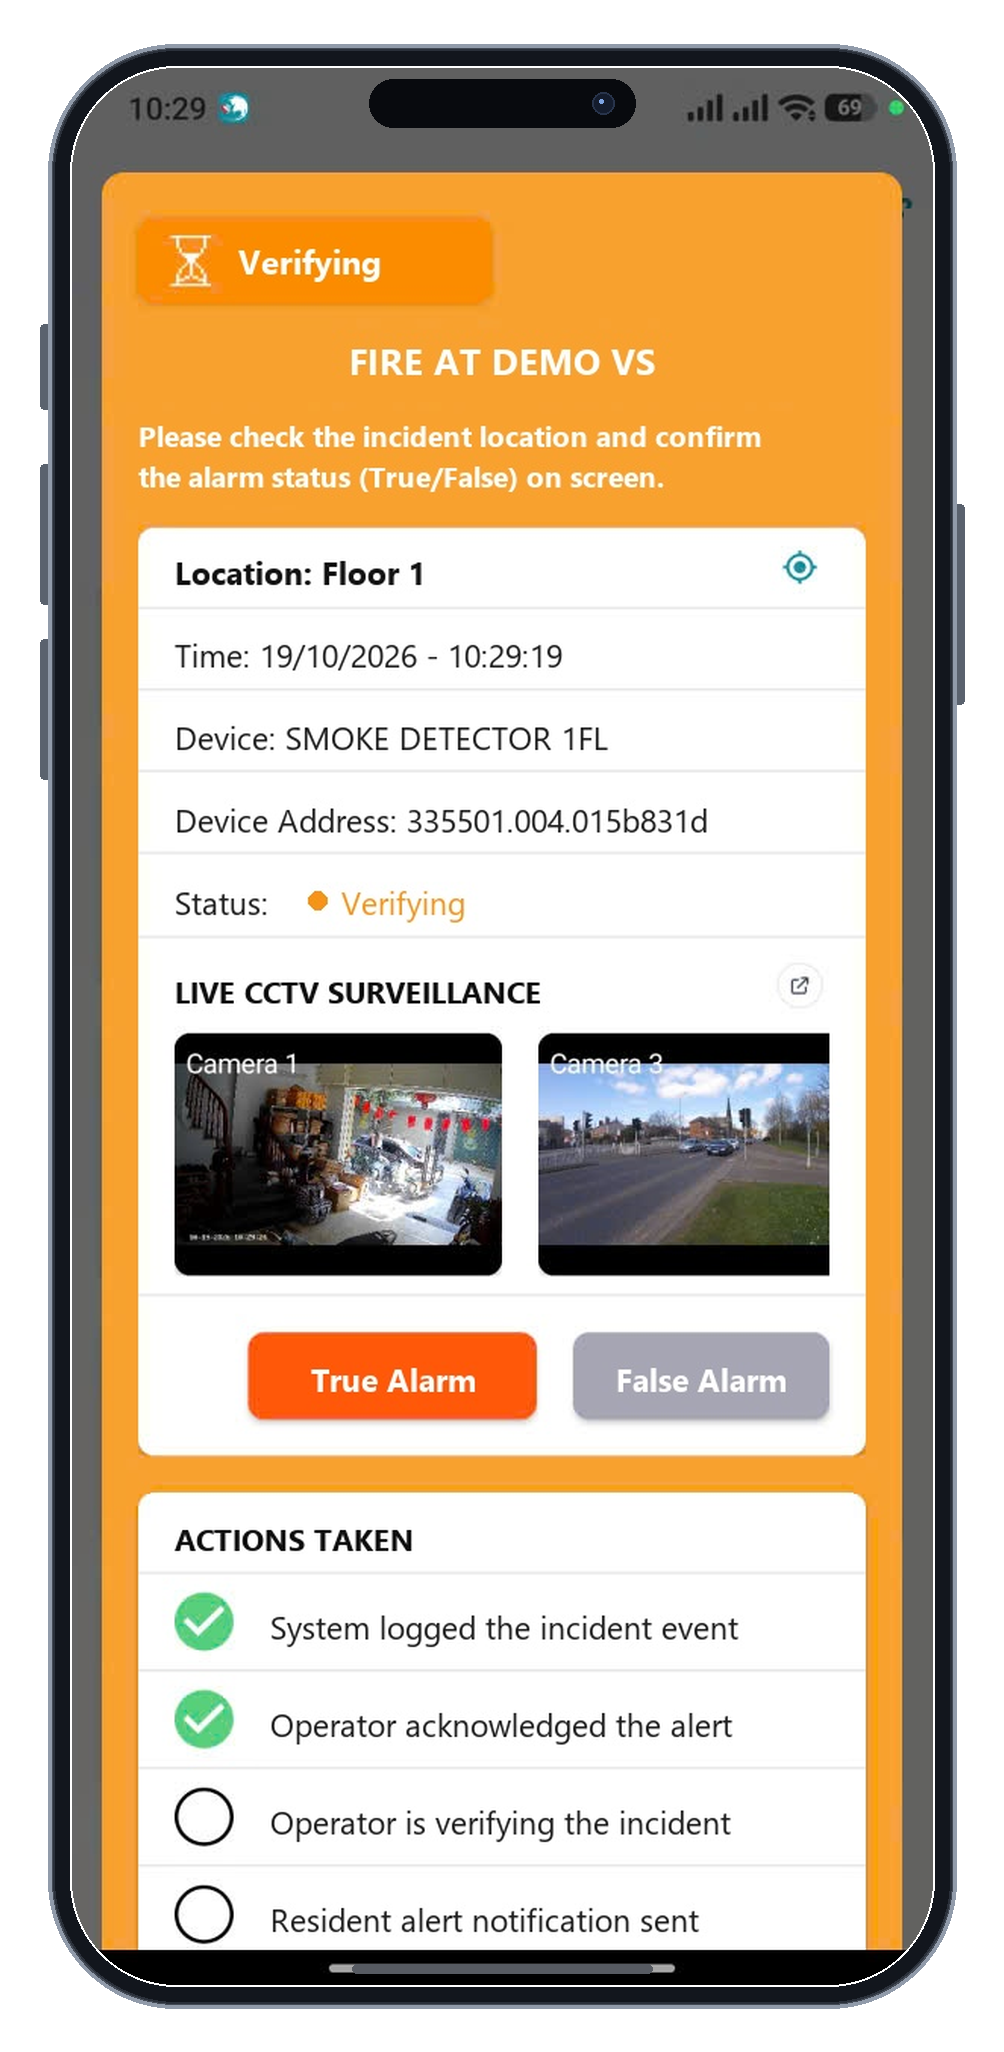 10:29
69
Verifying
FIRE AT DEMO VS
Please check the incident location and confirm
the alarm status (True/False) on screen.
Location: Floor 1
Time: 19/10/2026 - 10:29:19
Device: SMOKE DETECTOR 1FL
Device Address: 335501.004.015b831d
Status: Verifying
LIVE CCTV SURVEILLANCE
Camera 1
Camera 3
True Alarm
False Alarm
ACTIONS TAKEN
System logged the incident event
Operator acknowledged the alert
Operator is verifying the incident
Resident alert notification sent